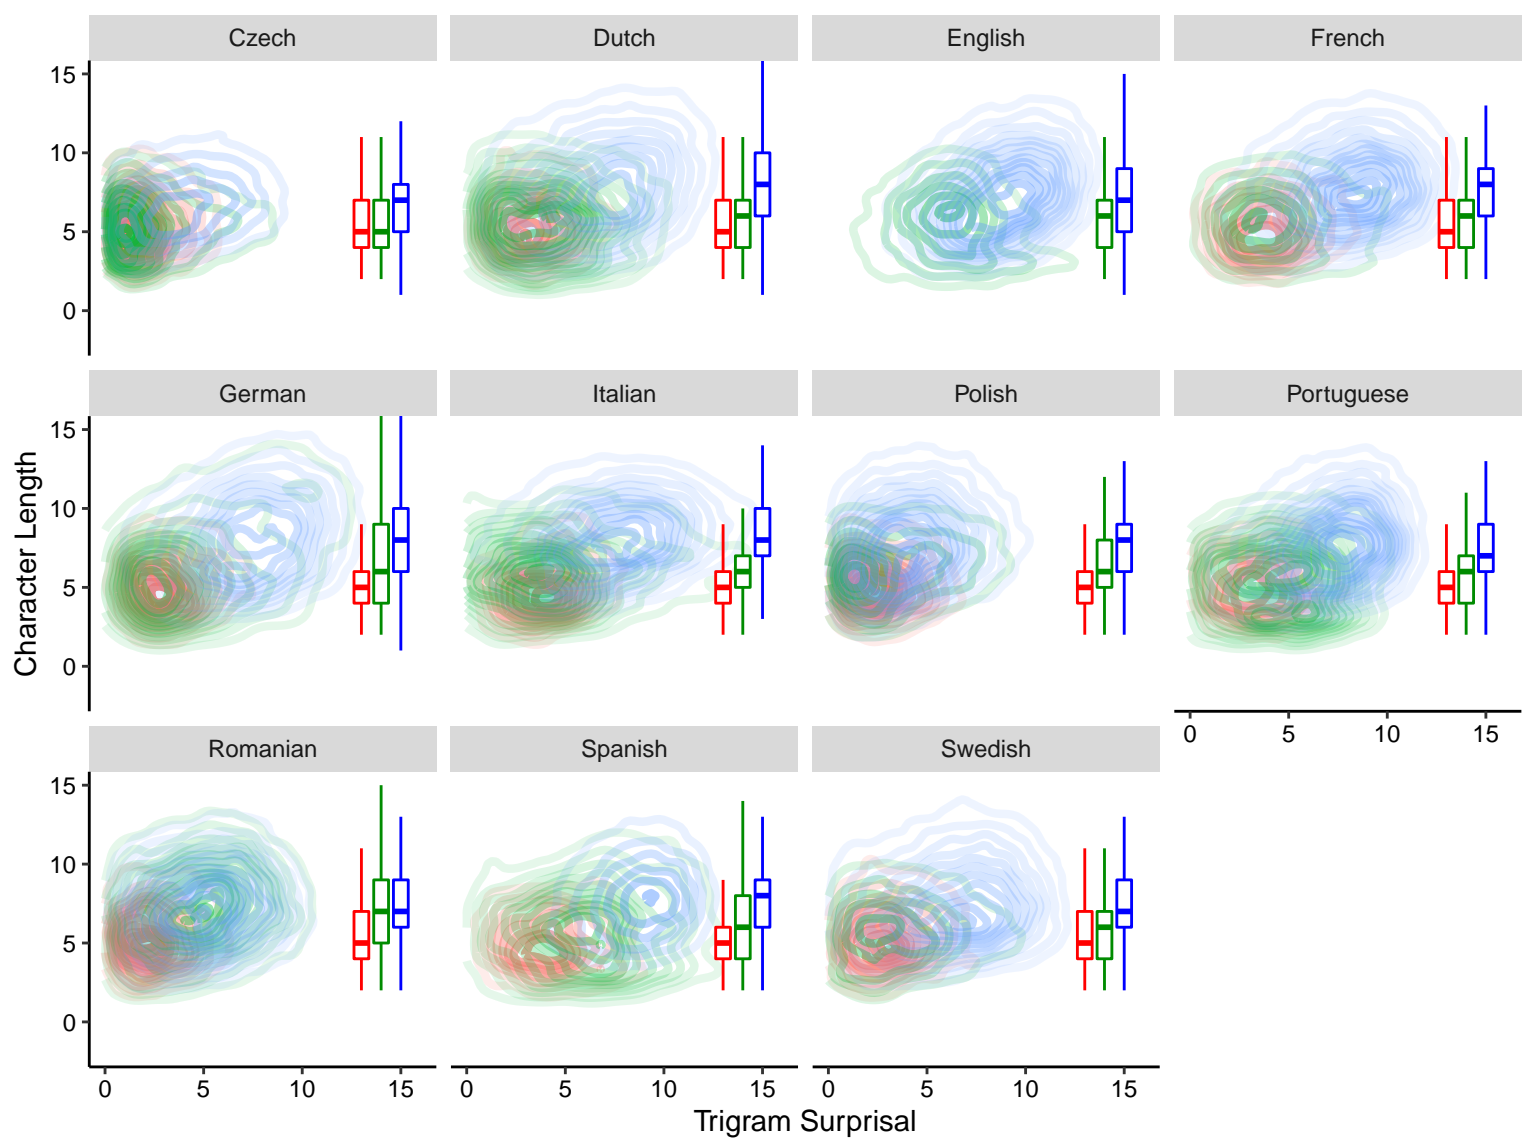 Czech Dutch English French
15
10
5
0
German Italian Polish Portuguese
15
10
5
0
0 5 10 15
Romanian Spanish Swedish
15
10
5
0
0 5 10 15 0 5 10 15 0 5 10 15
Trigram Surprisal
Character Length